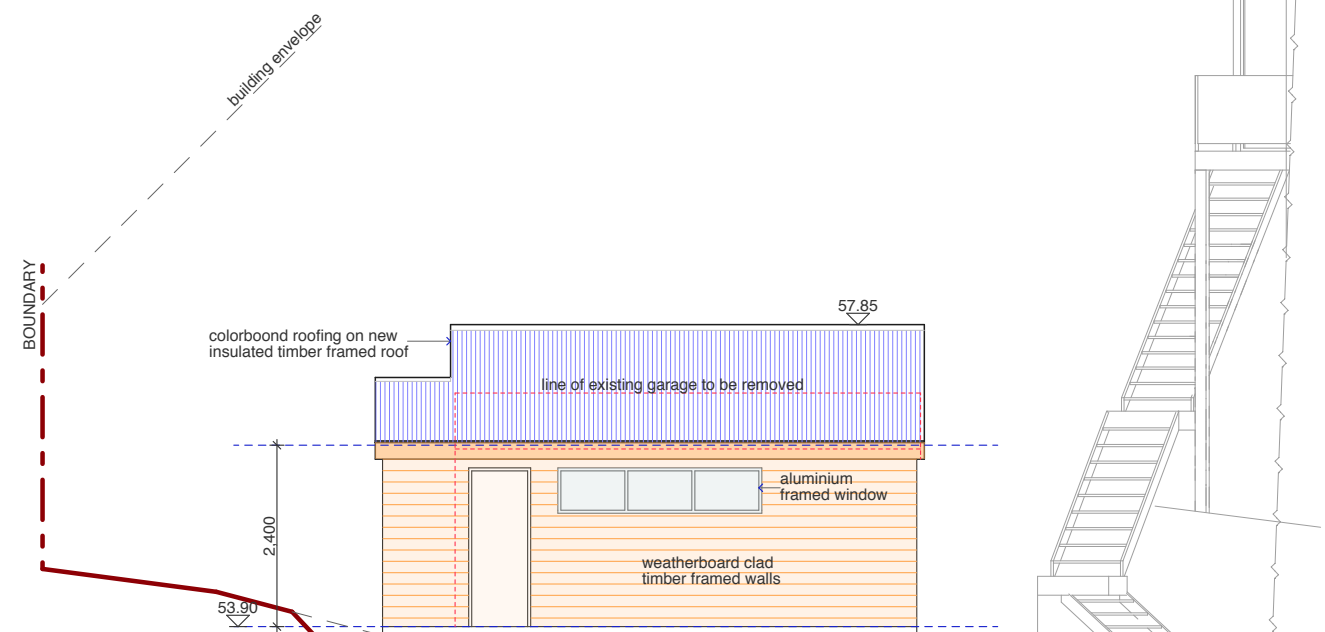 building envelope
BOUNDARY
57.85
colorboond roofing on new
insulated timber framed roof
line of existing garage to be removed
aluminium
framed window
2,400
weatherboard clad
timber framed walls
53.90